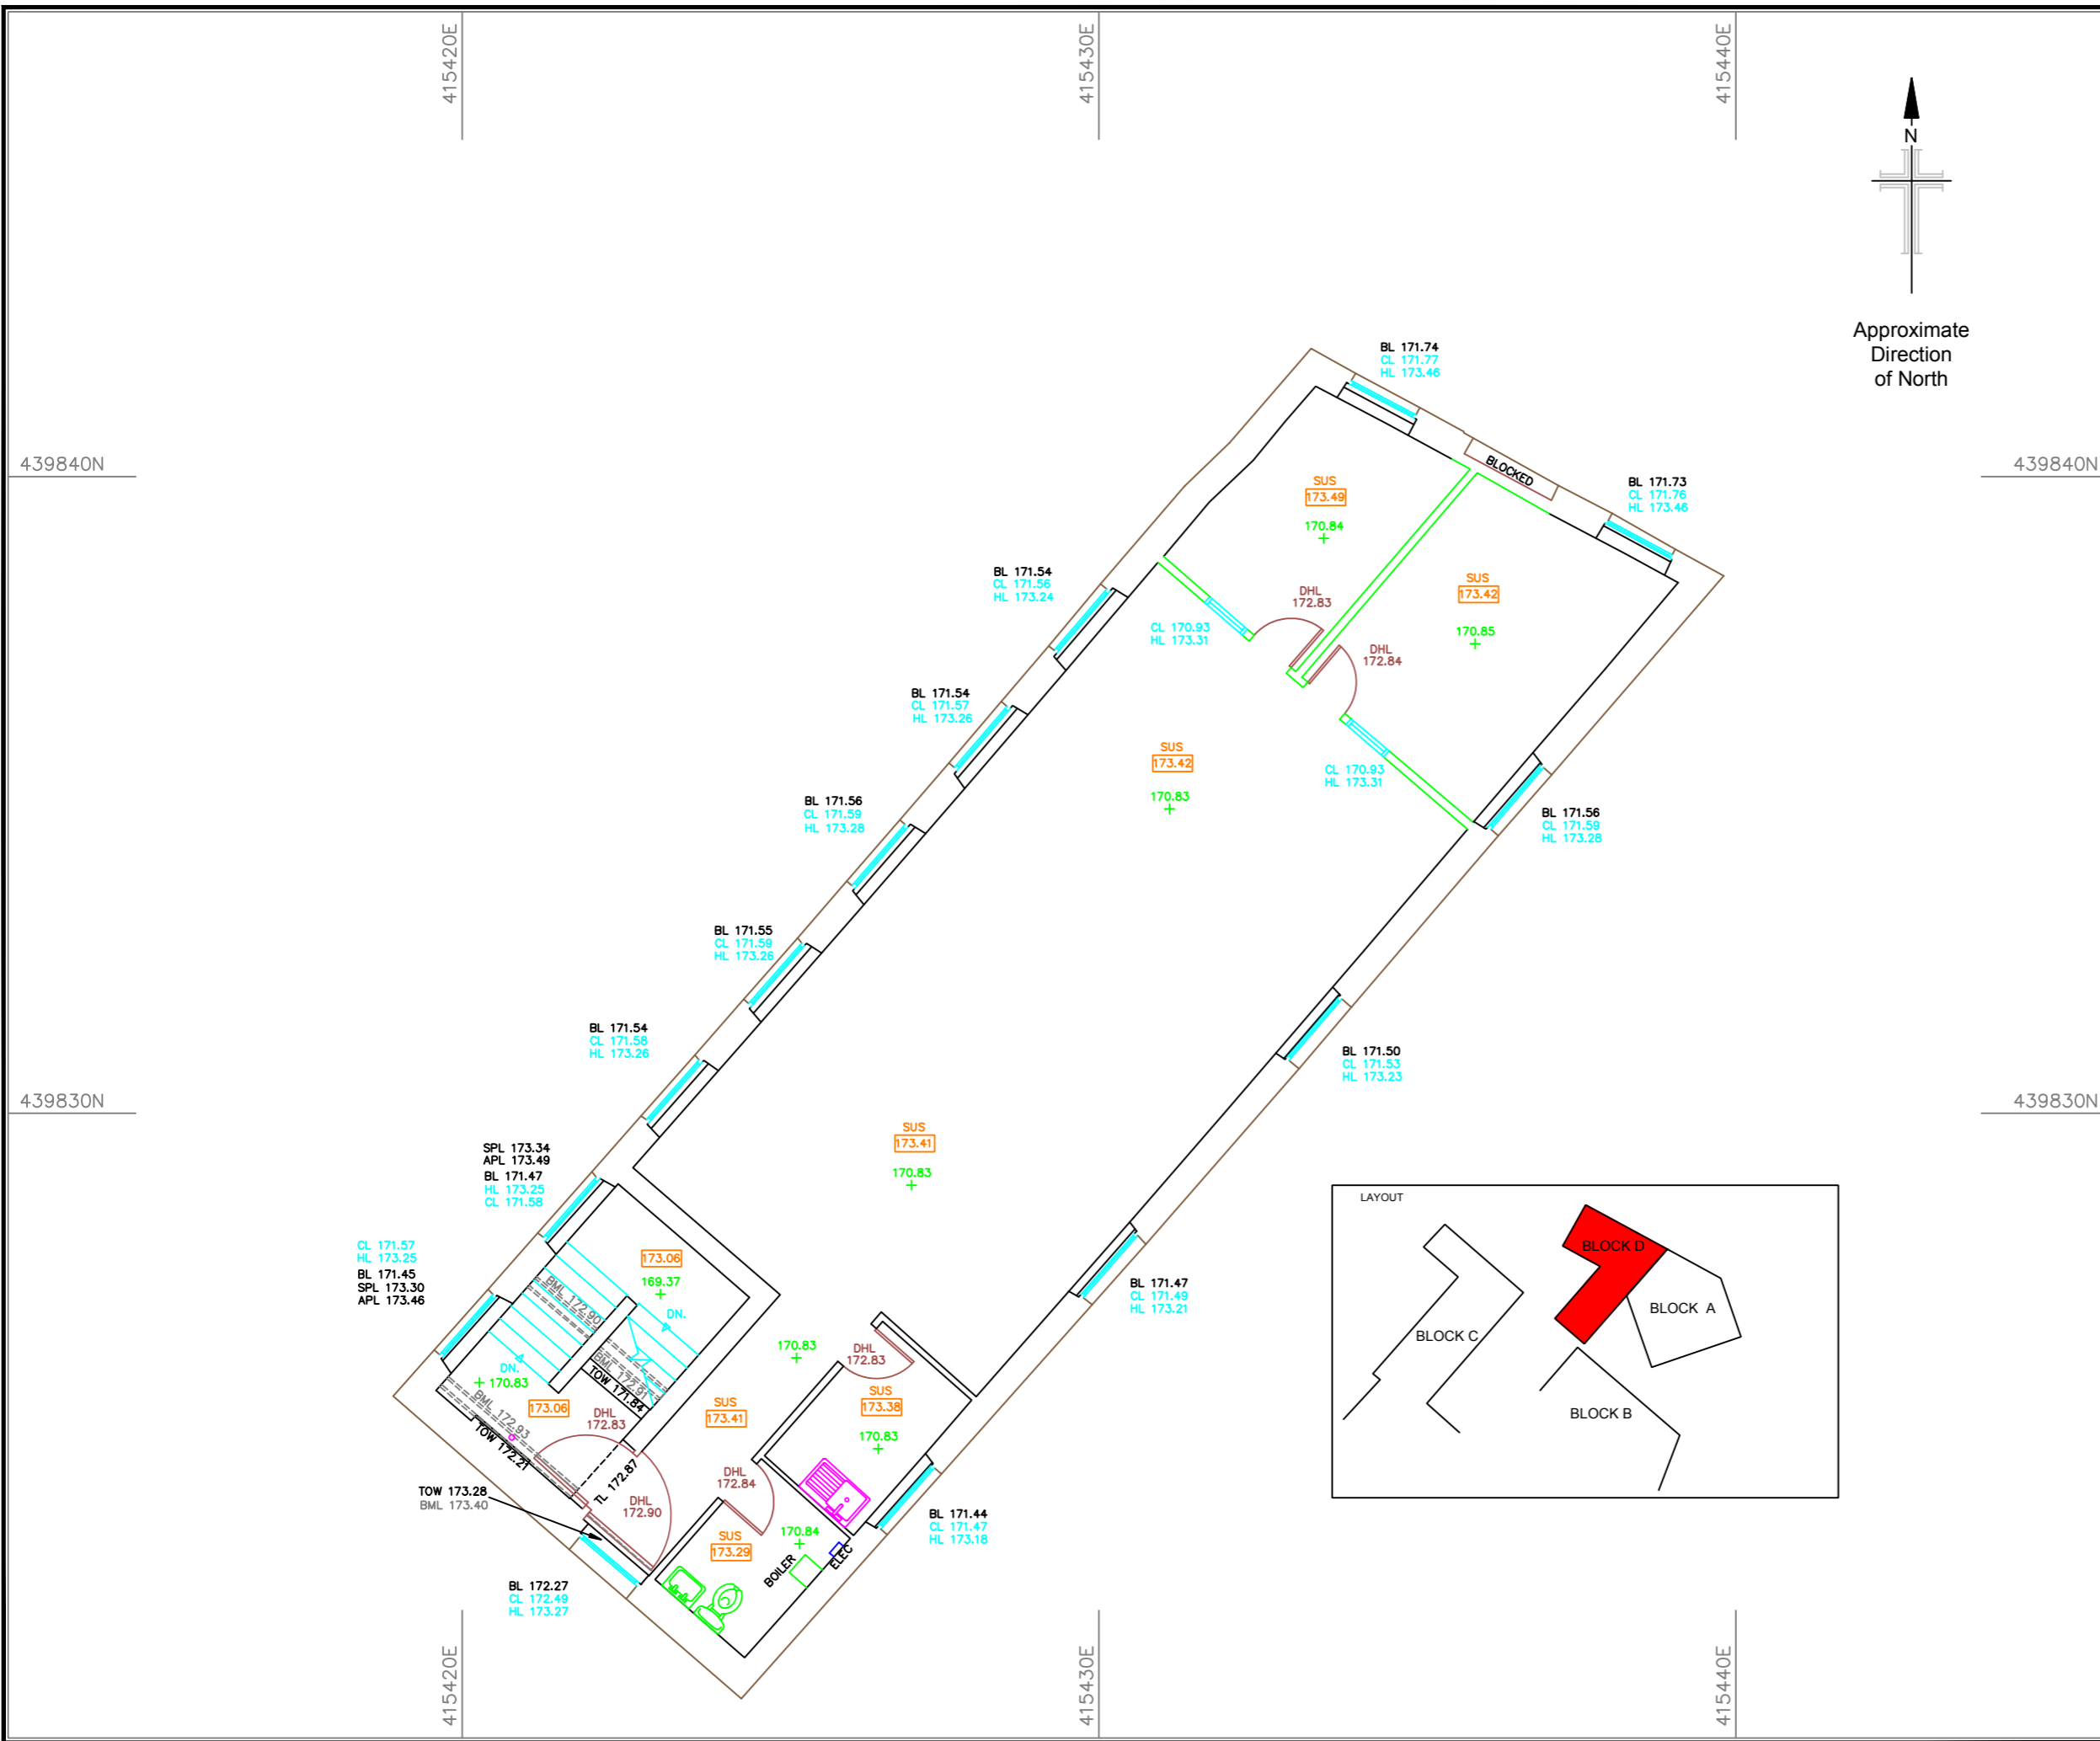 415420E
415430E
415440E
N
Approximate
Direction
of North
439840N
439840N
BL 171.74
CL 171.77
HL 173.46
BLOCKED
BL 171.73
CL 171.76
HL 173.46
SUS
173.49
170.84
BL 171.54
CL 171.56
HL 173.24
SUS
173.42
170.85
DHL
172.83
CL 170.93
HL 173.31
DHL
172.84
BL 171.54
CL 171.57
HL 173.26
SUS
173.42
170.83
CL 170.93
HL 173.31
BL 171.56
CL 171.59
HL 173.28
BL 171.56
CL 171.59
HL 173.28
BL 171.55
CL 171.59
HL 173.26
BL 171.54
CL 171.58
HL 173.26
BL 171.50
CL 171.53
HL 173.23
439830N
439830N
SUS
173.41
170.83
SPL 173.34
APL 173.49
BL 171.47
HL 173.25
CL 171.58
CL 171.57
HL 173.25
BL 171.45
SPL 173.30
APL 173.46
173.06
169.37
DN.
BML 172.90
BML 172.91
TOW 171.84
DN.
170.83
173.06
BML 172.93
TOW 172.21
DHL
172.83
TL 172.87
170.83
DHL
172.83
SUS
173.38
170.83
SUS
173.41
BL 171.47
CL 171.49
HL 173.21
TOW 173.28
BML 173.40
DHL
172.90
DHL
172.84
SUS
173.29
170.84
BOILER
ELEC
BL 171.44
CL 171.47
HL 173.18
BL 172.27
CL 172.49
HL 173.27
LAYOUT
BLOCK D
BLOCK A
BLOCK C
BLOCK B
415420E
415430E
415440E